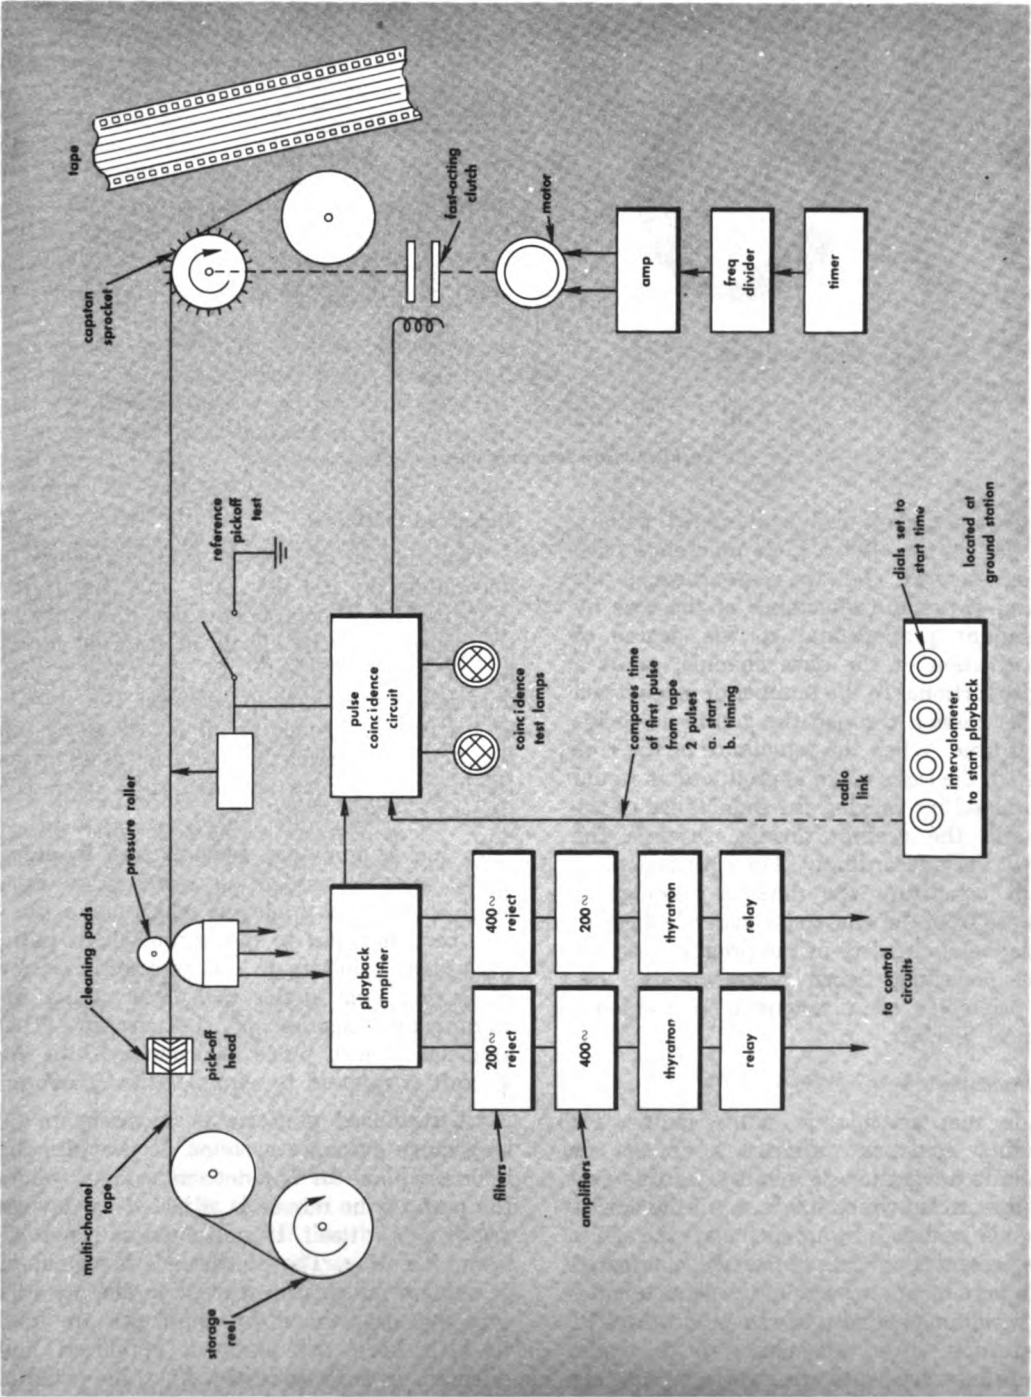 multi-channel
tape
storage
reel
cleaning pads
pick-off
head
pressure roller
reference
pickoff
test
capstan
sprocket
tape
playback
amplifier
pulse
coincidence
circuit
coincidence
test lamps
fast-acting
clutch
motor
amp
freq
divider
timer
filters
200~
reject
400~
reject
amplifiers
400~
200~
thyratron
thyratron
relay
relay
to control
circuits
compares time
of first pulse
from tape
2 pulses
a. start
b. timing
radio
link
intervalometer
to start playback
dials set to
start time
located at
ground station